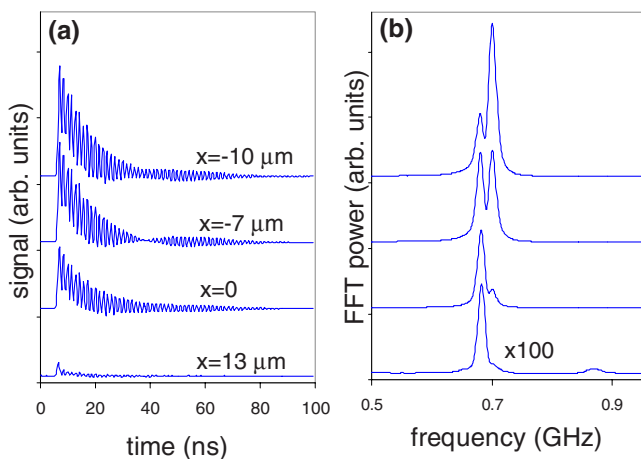 (a)
signal (arb. units)
x=-10 μm
x=-7 μm
x=0
x=13 μm
0
20
40
60
80
100
time (ns)
(b)
FFT power (arb. units)
x100
0.5
0.7
0.9
frequency (GHz)